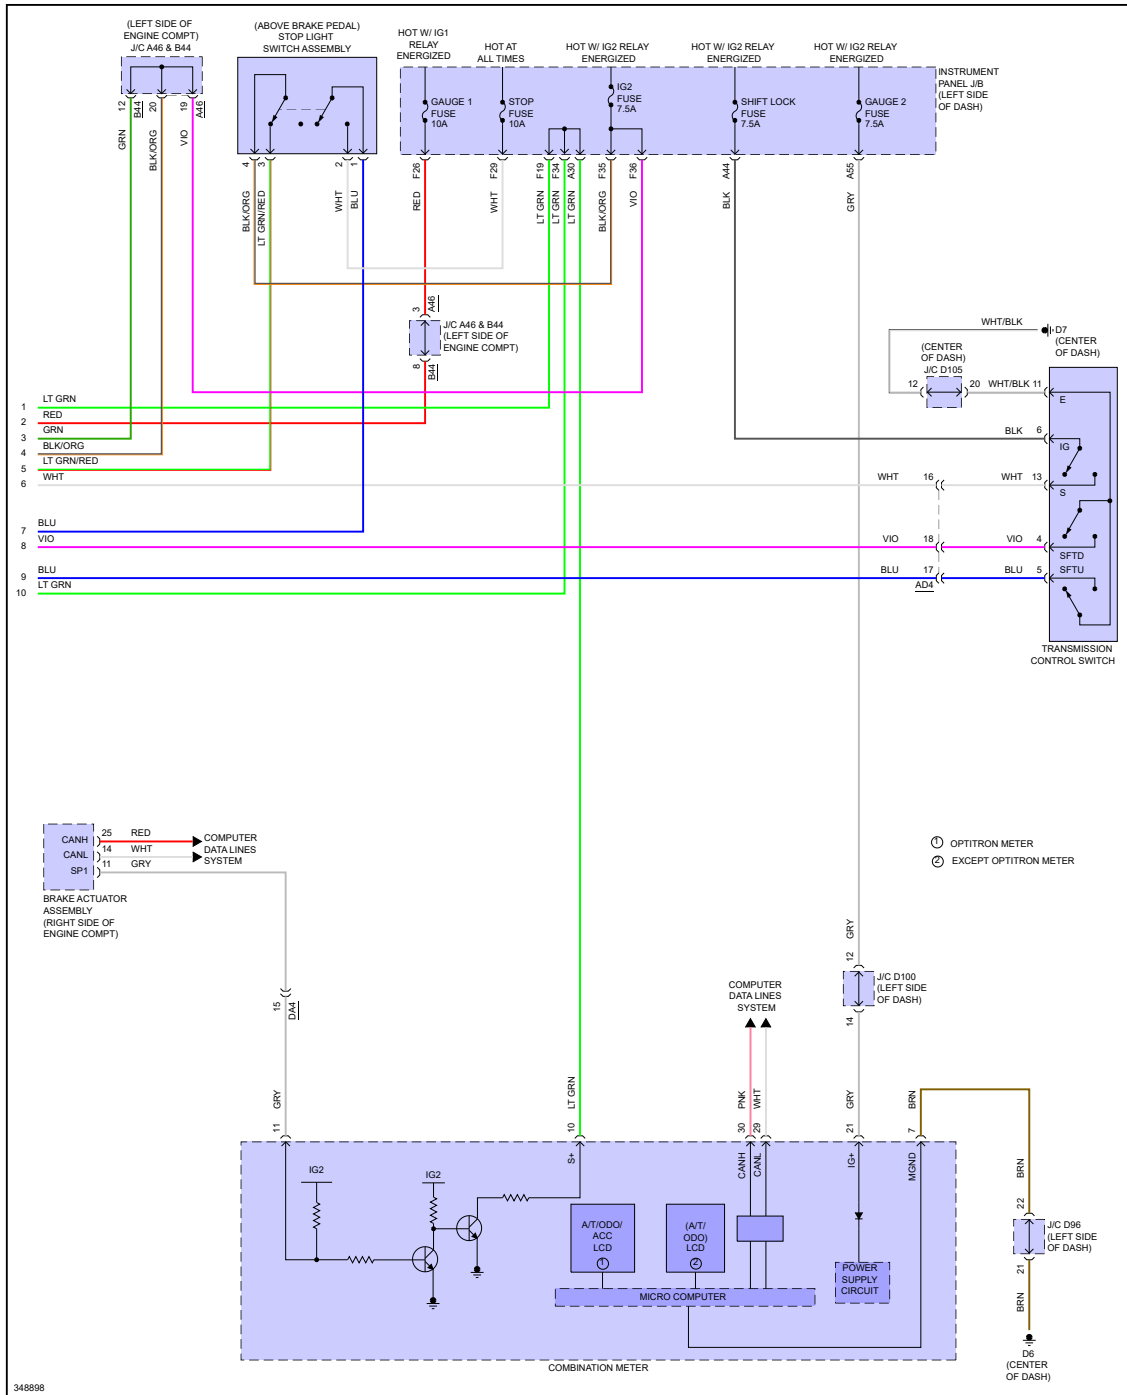 (LEFT SIDE OF
ENGINE COMPT)
J/C A46 & B44
(ABOVE BRAKE PEDAL)
STOP LIGHT
SWITCH ASSEMBLY
HOT W/ IG1
RELAY
ENERGIZED
HOT AT
ALL TIMES
HOT W/ IG2 RELAY
ENERGIZED
HOT W/ IG2 RELAY
ENERGIZED
HOT W/ IG2 RELAY
ENERGIZED
INSTRUMENT
PANEL J/B
(LEFT SIDE
OF DASH)
GAUGE 1
FUSE
10A
STOP
FUSE
10A
IG2
FUSE
7.5A
SHIFT LOCK
FUSE
7.5A
GAUGE 2
FUSE
7.5A
12
B44
20
19
A46
4
3
2
1
F26
F29
F19
F34
A30
F35
F36
A44
A55
GRN
BLK/ORG
VIO
BLK/ORG
LT GRN/RED
WHT
BLU
RED
WHT
LT GRN
LT GRN
LT GRN
BLK/ORG
VIO
BLK
GRY
3
A46
J/C A46 & B44
(LEFT SIDE OF
ENGINE COMPT)
8
B44
WHT/BLK
D7
(CENTER
OF DASH)
(CENTER
OF DASH)
J/C D105
12
20
WHT/BLK
11
E
1 LT GRN
2 RED
3 GRN
4 BLK/ORG
5 LT GRN/RED
6 WHT
7 BLU
8 VIO
9 BLU
10 LT GRN
BLK
6
IG
WHT
16
WHT
13
S
VIO
18
VIO
4
SFTD
BLU
17
BLU
5
SFTU
AD4
TRANSMISSION
CONTROL SWITCH
CANH
25
RED
CANL
14
WHT
SP1
11
GRY
COMPUTER
DATA LINES
SYSTEM
BRAKE ACTUATOR
ASSEMBLY
(RIGHT SIDE OF
ENGINE COMPT)
1 OPTITRON METER
2 EXCEPT OPTITRON METER
15
DA4
GRY
12
J/C D100
(LEFT SIDE
OF DASH)
14
COMPUTER
DATA LINES
SYSTEM
GRY
11
LT GRN
10
PNK
30
WHT
29
GRY
21
BRN
7
S+
CANH
CANL
IG+
MGND
IG2
IG2
A/T/ODO/
ACC
LCD
1
(A/T/
ODO)
LCD
2
POWER
SUPPLY
CIRCUIT
MICRO COMPUTER
COMBINATION METER
BRN
22
J/C D96
(LEFT SIDE
OF DASH)
21
BRN
D6
(CENTER
OF DASH)
348898